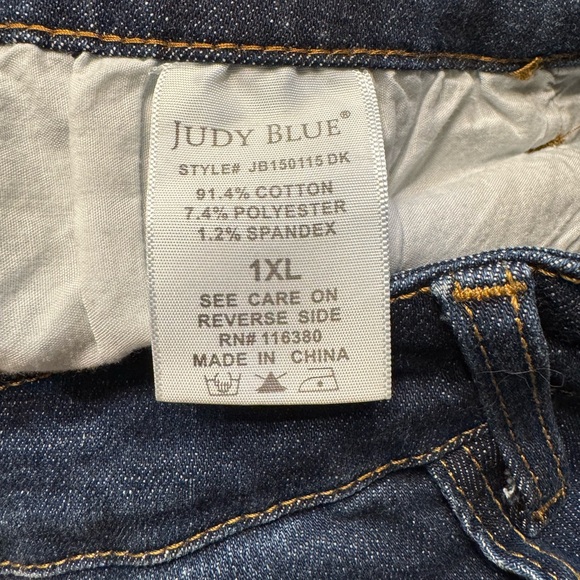 JUDY BLUE®
STYLE# JB150115 DK
91.4% COTTON
7.4% POLYESTER
1.2% SPANDEX
1XL
SEE CARE ON
REVERSE SIDE
RN# 116380
MADE IN CHINA